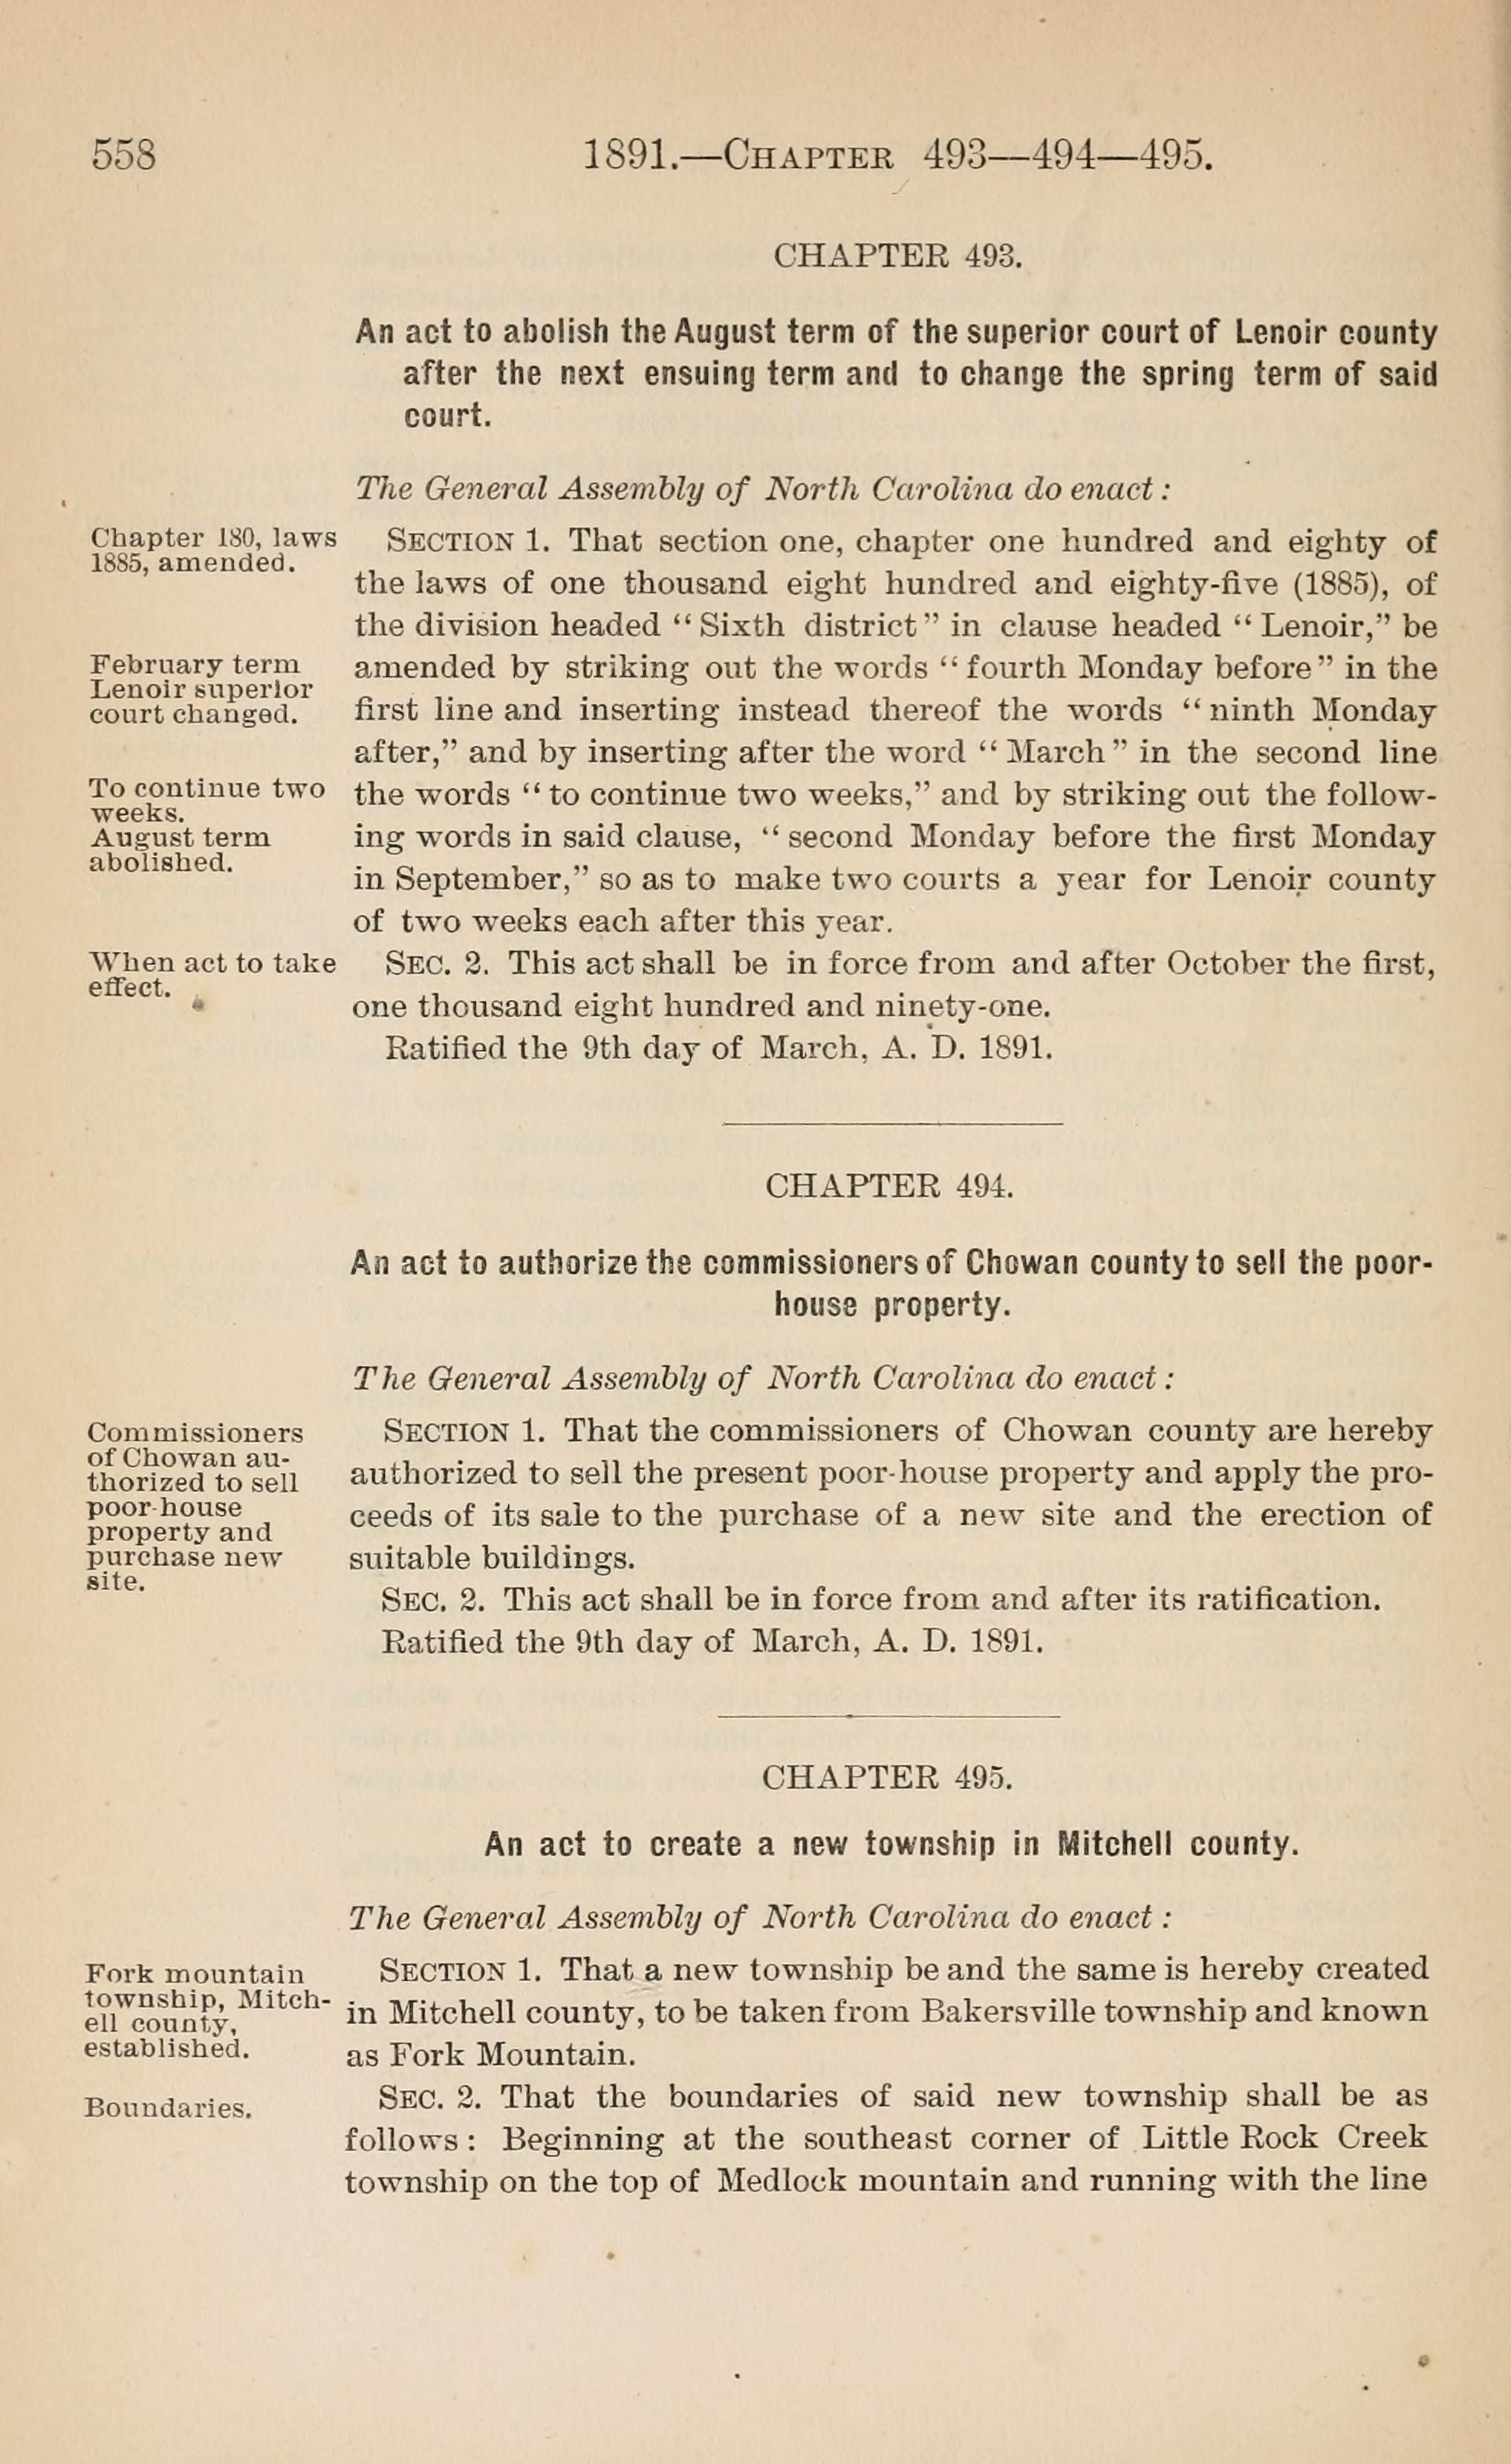 558
1891.—CHAPTER 493—494—495.
CHAPTER 493.
An act to abolish the August term of the superior court of Lenoir county
after the next ensuing term and to change the spring term of said
court.
The General Assembly of North Carolina do enact:
Chapter 180, laws
1885, amended.
SECTION 1. That section one, chapter one hundred and eighty of
the laws of one thousand eight hundred and eighty-five (1885), of
the division headed “Sixth district” in clause headed “Lenoir,” be
February term
Lenoir superior
court changed.
amended by striking out the words “fourth Monday before” in the
first line and inserting instead thereof the words “ninth Monday
after,” and by inserting after the word “March” in the second line
To continue two
weeks.
August term
abolished.
the words “to continue two weeks,” and by striking out the follow-
ing words in said clause, “second Monday before the first Monday
in September,” so as to make two courts a year for Lenoir county
of two weeks each after this year.
When act to take
effect.
SEC. 2. This act shall be in force from and after October the first,
one thousand eight hundred and ninety-one.
Ratified the 9th day of March, A. D. 1891.
CHAPTER 494.
An act to authorize the commissioners of Chowan county to sell the poor-
house property.
The General Assembly of North Carolina do enact:
Commissioners
of Chowan au-
thorized to sell
poor-house
property and
purchase new
site.
SECTION 1. That the commissioners of Chowan county are hereby
authorized to sell the present poor-house property and apply the pro-
ceeds of its sale to the purchase of a new site and the erection of
suitable buildings.
SEC. 2. This act shall be in force from and after its ratification.
Ratified the 9th day of March, A. D. 1891.
CHAPTER 495.
An act to create a new township in Mitchell county.
The General Assembly of North Carolina do enact:
Fork mountain
township, Mitch-
ell county,
established.
SECTION 1. That a new township be and the same is hereby created
in Mitchell county, to be taken from Bakersville township and known
as Fork Mountain.
Boundaries.
SEC. 2. That the boundaries of said new township shall be as
follows: Beginning at the southeast corner of Little Rock Creek
township on the top of Medlock mountain and running with the line